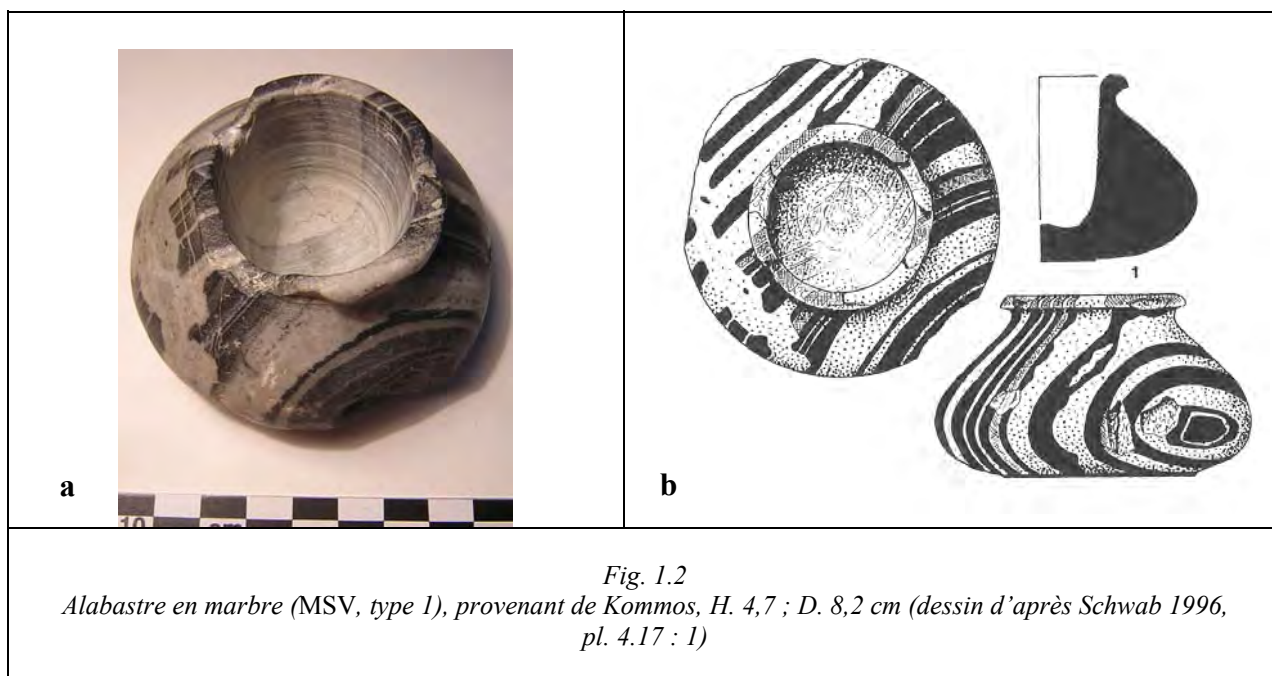 a
10 cm
b
1
Fig. 1.2
Alabastre en marbre (MSV, type 1), provenant de Kommos, H. 4,7 ; D. 8,2 cm (dessin d’après Schwab 1996,
pl. 4.17 : 1)